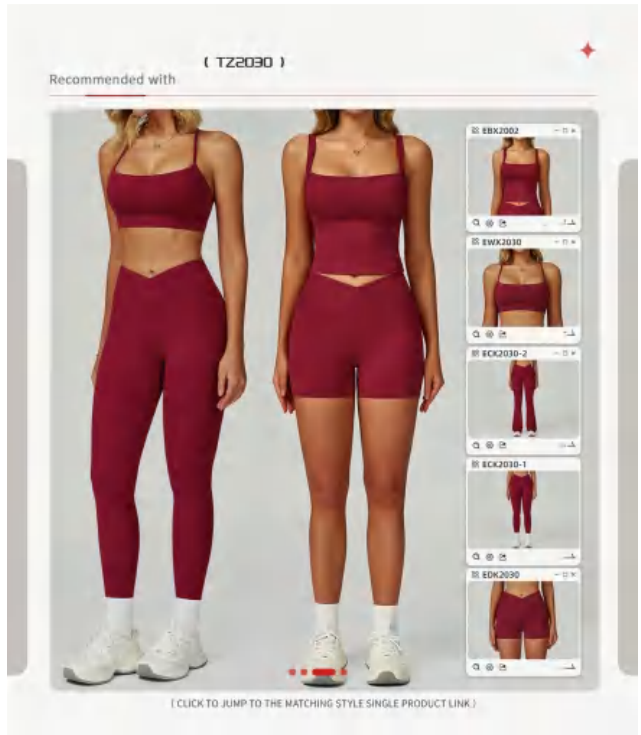 ( TZ2030 )
Recommended with
EBX2002
EWX2030
ECK2030-2
ECK2030-1
EDK2030
( CLICK TO JUMP TO THE MATCHING STYLE SINGLE PRODUCT LINK )